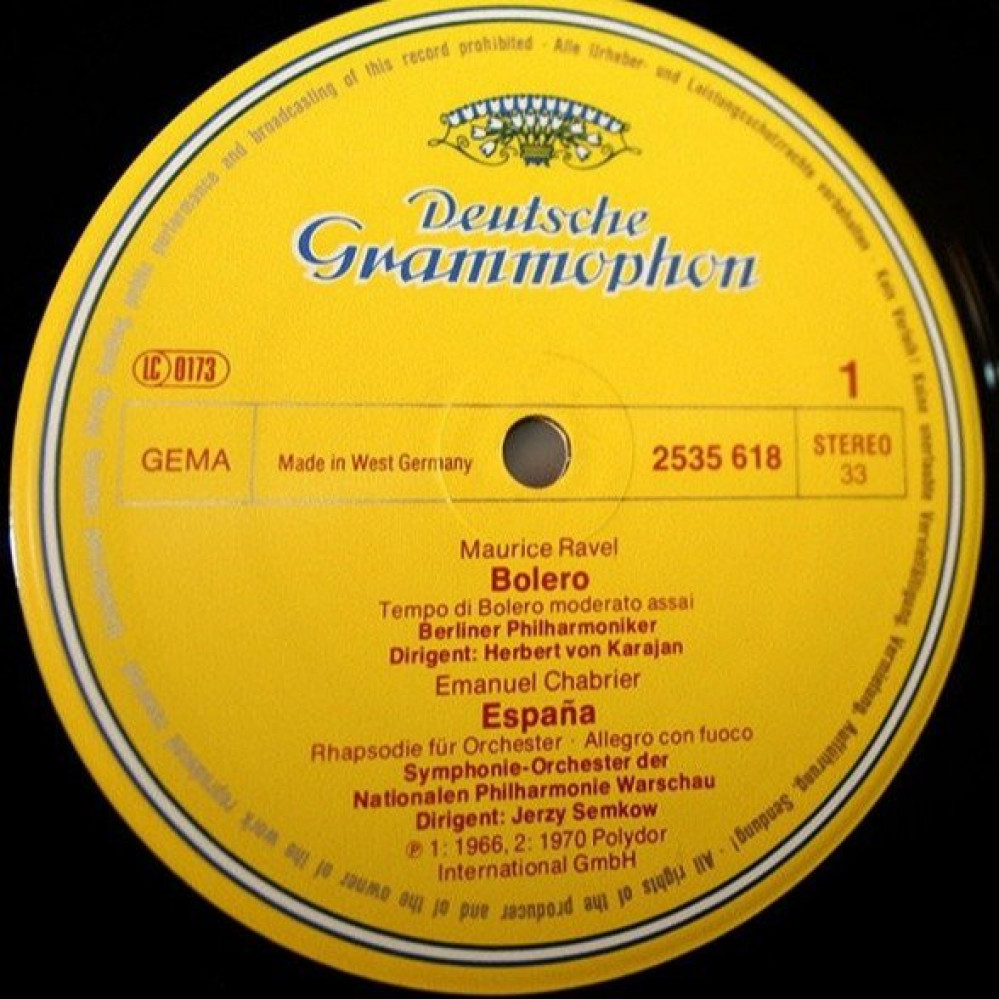 Deutsche
Grammophon
LC 0173
1
GEMA
Made in West Germany
2535 618
STEREO
33
Maurice Ravel
Bolero
Tempo di Bolero moderato assai
Berliner Philharmoniker
Dirigent: Herbert von Karajan
Emanuel Chabrier
España
Rhapsodie für Orchester · Allegro con fuoco
Symphonie-Orchester der
Nationalen Philharmonie Warschau
Dirigent: Jerzy Semkow
℗ 1: 1966, 2: 1970 Polydor
International GmbH
Alle Urheber- und Leistungsschutzrechte vorbehalten · Kein Verleih! Keine unerlaubte Vervielfältigung, Vermietung, Aufführung, Sendung! · All rights of the producer and of the owner of the work reproduced reserved · public performance and broadcasting of this record prohibited ·